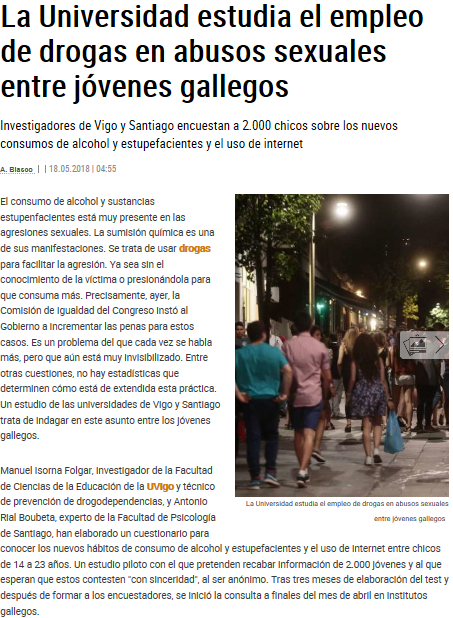 La Universidad estudia el empleo
de drogas en abusos sexuales
entre jóvenes gallegos
Investigadores de Vigo y Santiago encuestan a 2.000 chicos sobre los nuevos
consumos de alcohol y estupefacientes y el uso de internet
A. Blasco | | 18.05.2018 | 04:55
El consumo de alcohol y sustancias
estupenfacientes está muy presente en las
agresiones sexuales. La sumisión química es una
de sus manifestaciones. Se trata de usar drogas
para facilitar la agresión. Ya sea sin el
conocimiento de la víctima o presionándola para
que consuma más. Precisamente, ayer, la
Comisión de Igualdad del Congreso instó al
Gobierno a incrementar las penas para estos
casos. Es un problema del que cada vez se habla
más, pero que aún está muy invisibilizado. Entre
otras cuestiones, no hay estadísticas que
determinen cómo está de extendida esta práctica.
Un estudio de las universidades de Vigo y Santiago
trata de indagar en este asunto entre los jóvenes
gallegos.
La Universidad estudia el empleo de drogas en abusos sexuales
entre jóvenes gallegos
Manuel Isorna Folgar, investigador de la Facultad
de Ciencias de la Educación de la UVigo y técnico
de prevención de drogodependencias, y Antonio
Rial Boubeta, experto de la Facultad de Psicología
de Santiago, han elaborado un cuestionario para
conocer los nuevos hábitos de consumo de alcohol y estupefacientes y el uso de internet entre chicos
de 14 a 23 años. Un estudio piloto con el que pretenden recabar información de 2.000 jóvenes y al que
esperan que estos contesten "con sinceridad", al ser anónimo. Tras tres meses de elaboración del test y
después de formar a los encuestadores, se inició la consulta a finales del mes de abril en institutos
gallegos.